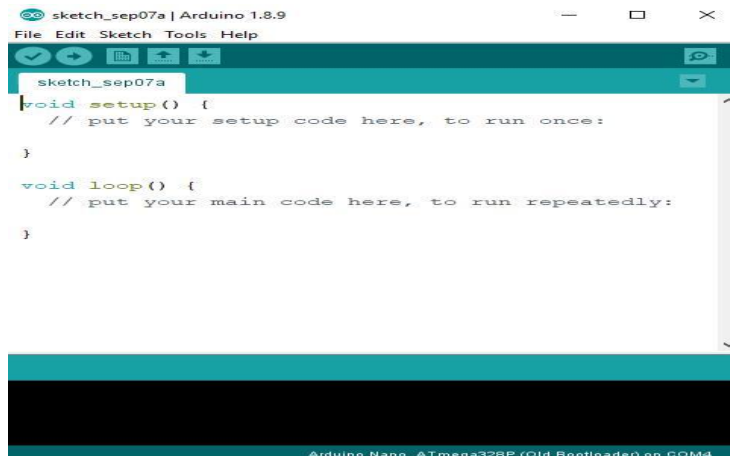 sketch_sep07a | Arduino 1.8.9
File Edit Sketch Tools Help
sketch_sep07a
void setup() {
// put your setup code here, to run once:
}
void loop() {
// put your main code here, to run repeatedly:
}
Arduino Nano, ATmega328P (Old Bootloader) on COM4